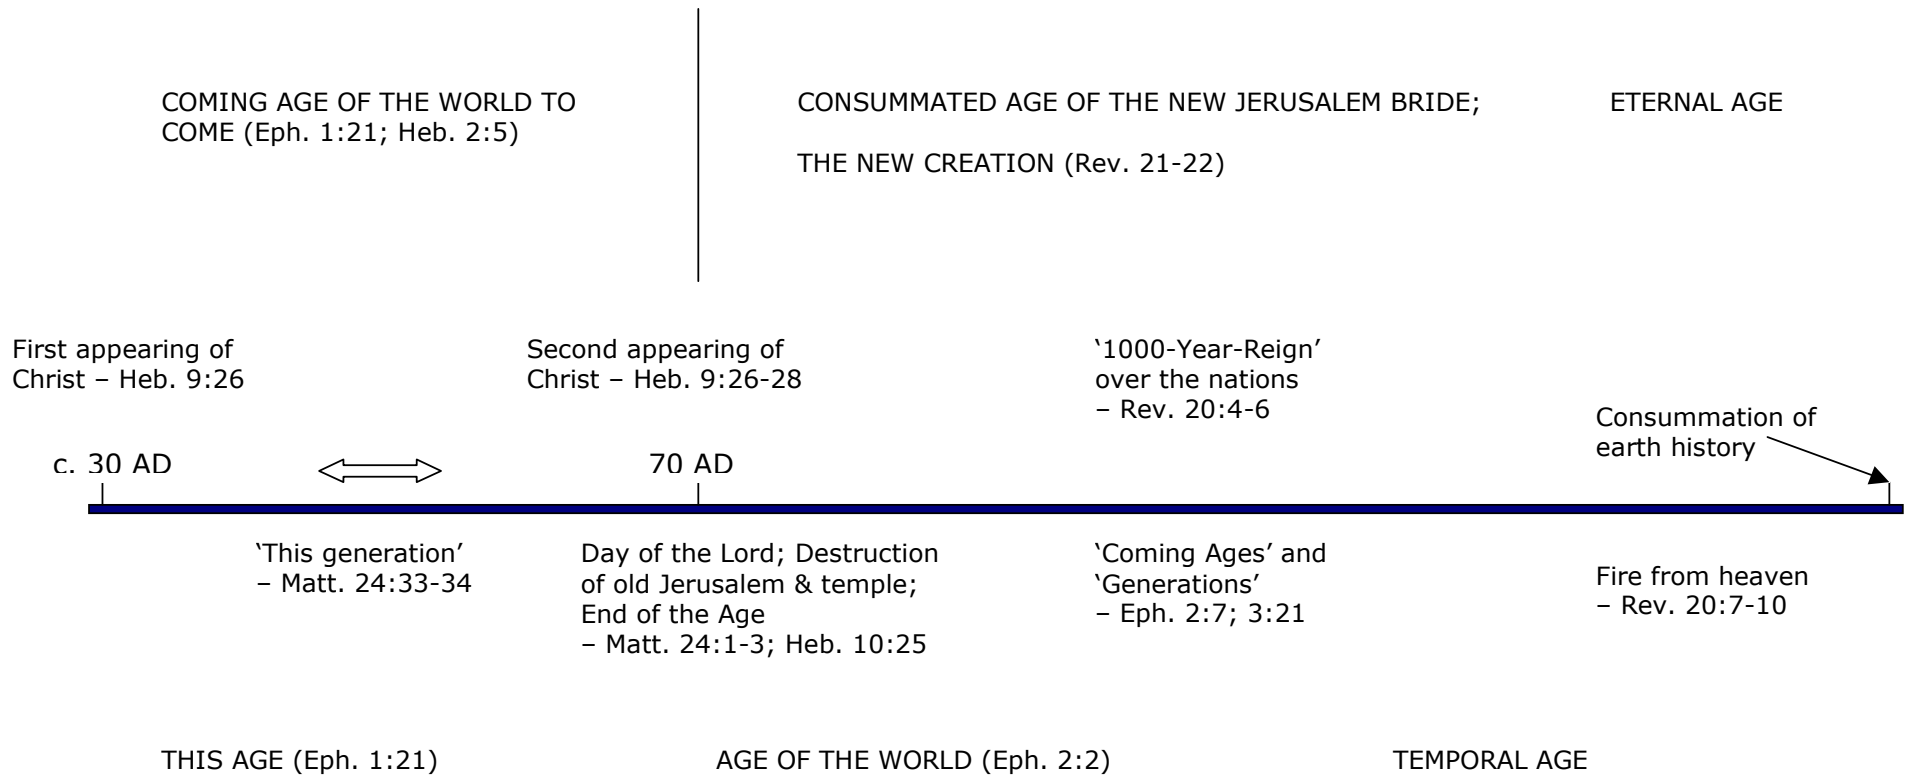 COMING AGE OF THE WORLD TO
COME (Eph. 1:21; Heb. 2:5)
CONSUMMATED AGE OF THE NEW JERUSALEM BRIDE;
THE NEW CREATION (Rev. 21-22)
ETERNAL AGE
First appearing of
Christ – Heb. 9:26
Second appearing of
Christ – Heb. 9:26-28
‘1000-Year-Reign’
over the nations
– Rev. 20:4-6
Consummation of
earth history
c. 30 AD
70 AD
‘This generation’
– Matt. 24:33-34
Day of the Lord; Destruction
of old Jerusalem & temple;
End of the Age
– Matt. 24:1-3; Heb. 10:25
‘Coming Ages’ and
‘Generations’
– Eph. 2:7; 3:21
Fire from heaven
– Rev. 20:7-10
THIS AGE (Eph. 1:21)
AGE OF THE WORLD (Eph. 2:2)
TEMPORAL AGE